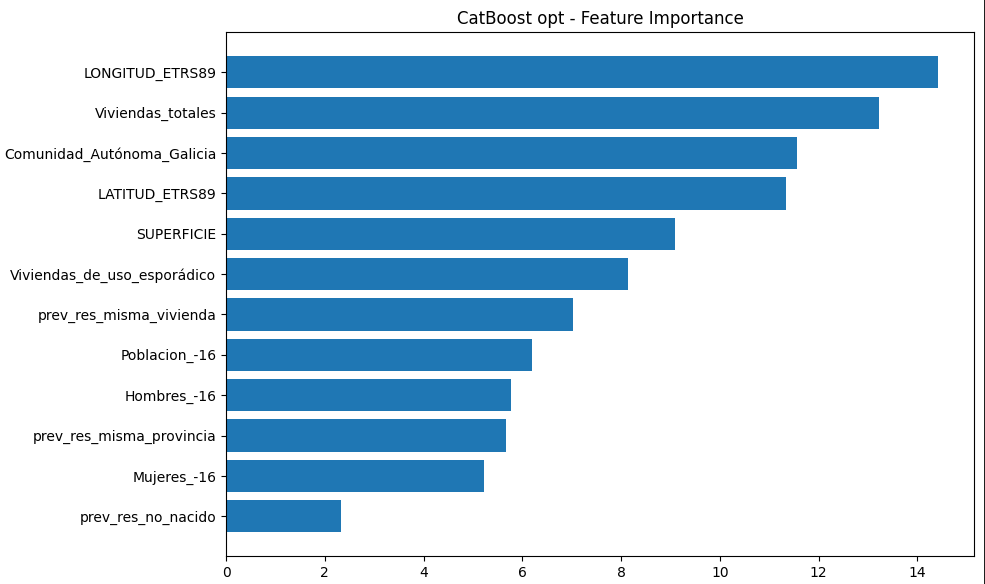 CatBoost opt - Feature Importance
LONGITUD_ETRS89
Viviendas_totales
Comunidad_Autónoma_Galicia
LATITUD_ETRS89
SUPERFICIE
Viviendas_de_uso_esporádico
prev_res_misma_vivienda
Poblacion_-16
Hombres_-16
prev_res_misma_provincia
Mujeres_-16
prev_res_no_nacido
0 2 4 6 8 10 12 14